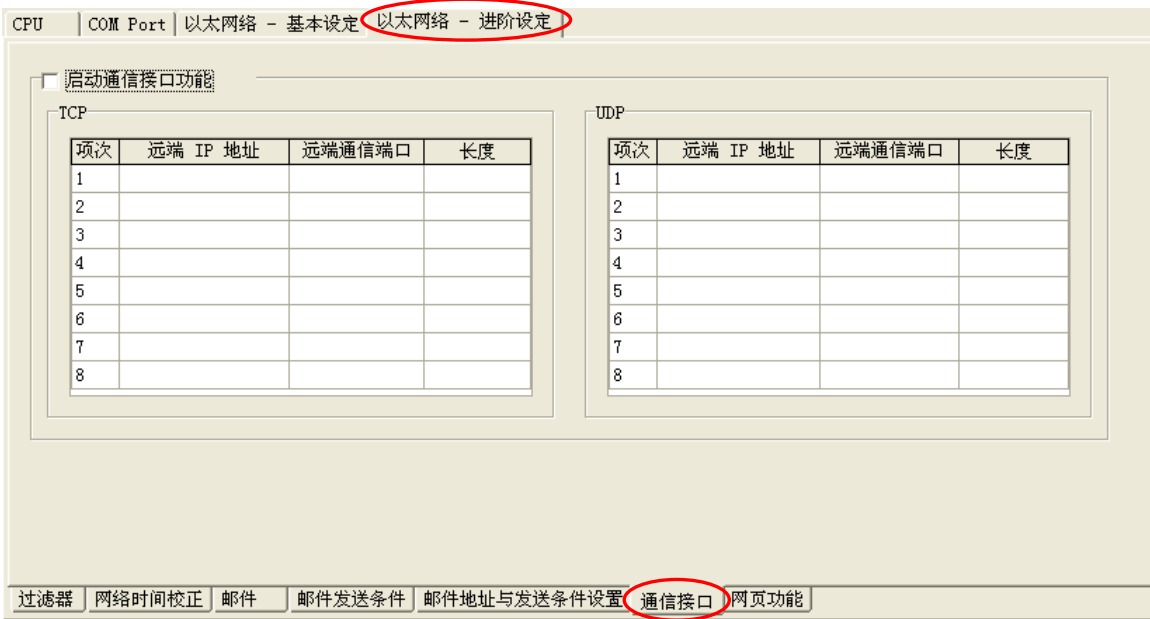 CPU COM Port 以太网络 - 基本设定 以太网络 - 进阶设定
启动通信接口功能
TCP UDP
项次 远端 IP 地址 远端通信端口 长度 项次 远端 IP 地址 远端通信端口 长度
1 1
2 2
3 3
4 4
5 5
6 6
7 7
8 8
过滤器 网络时间校正 邮件 邮件发送条件 邮件地址与发送条件设置 通信接口 网页功能